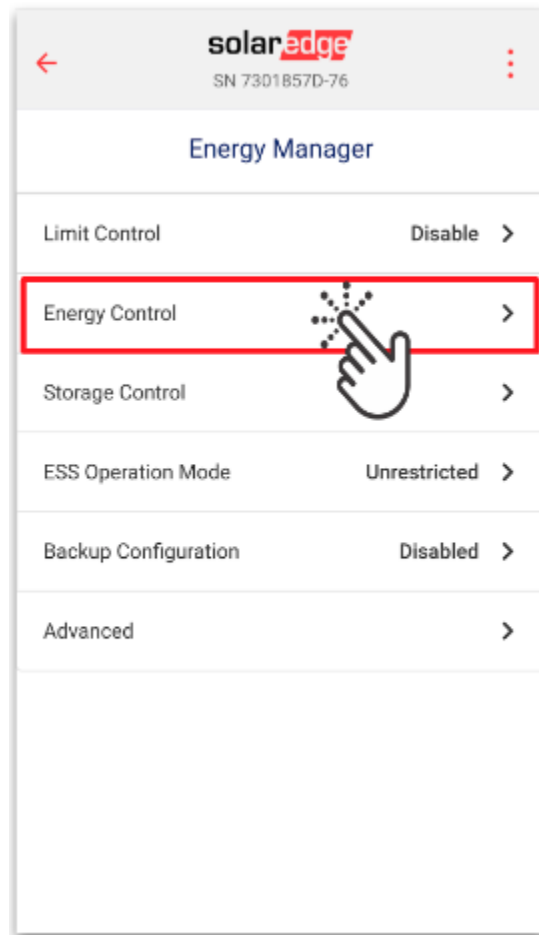 solaredge
SN 7301857D-76
Energy Manager
Limit Control Disable
Energy Control
Storage Control
ESS Operation Mode Unrestricted
Backup Configuration Disabled
Advanced